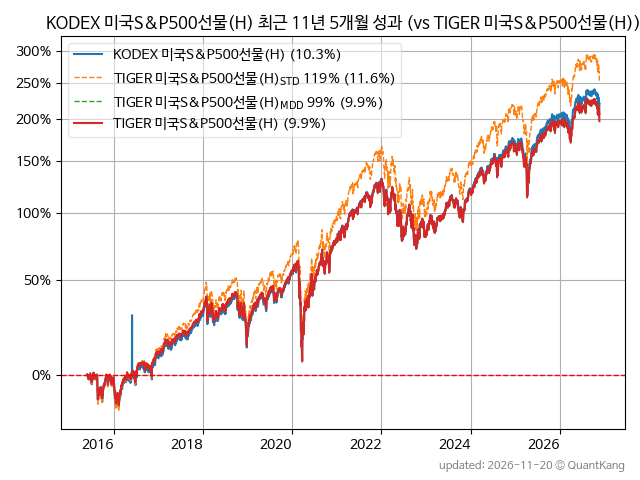 KODEX 미국S&P500선물(H) 최근 11년 5개월 성과 (vs TIGER 미국S&P500선물(H))
300%
250%
200%
150%
100%
50%
0%
KODEX 미국S&P500선물(H) (10.3%)
TIGER 미국S&P500선물(H)STD 119% (11.6%)
TIGER 미국S&P500선물(H)MDD 99% (9.9%)
TIGER 미국S&P500선물(H) (9.9%)
2016 2018 2020 2022 2024 2026
updated: 2026-11-20 © QuantKang